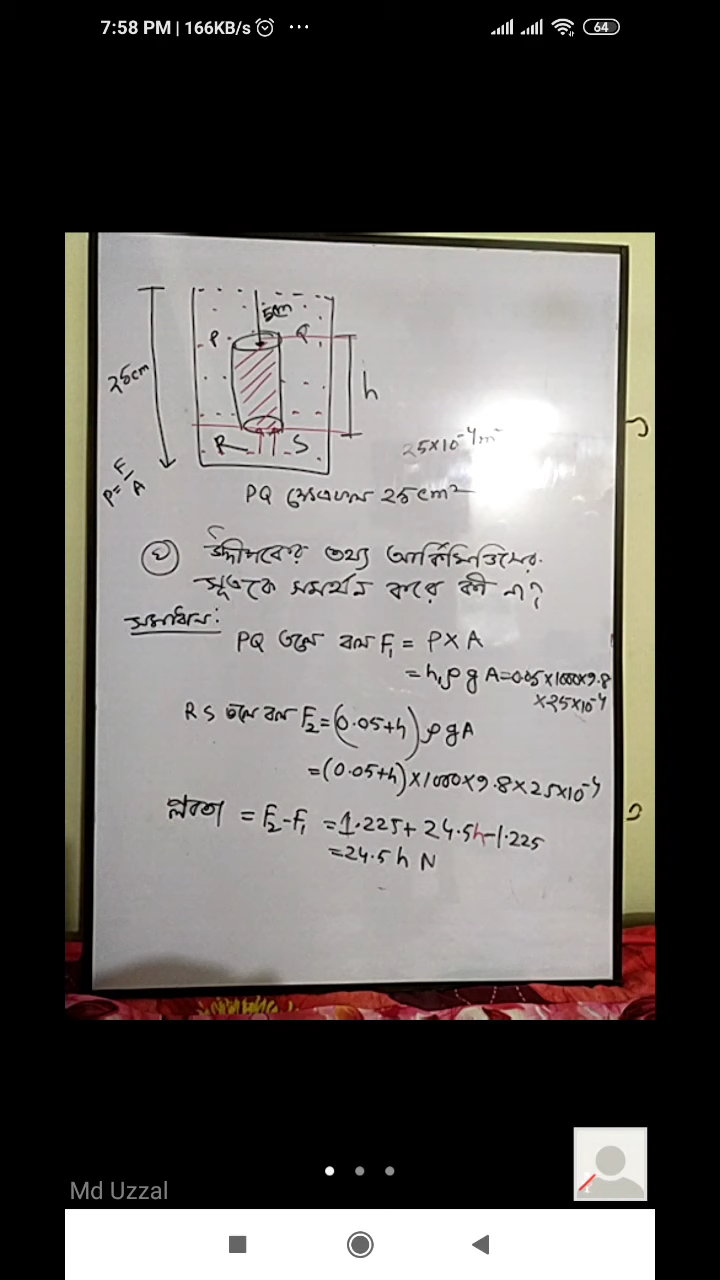 7:58 PM | 166KB/s ...
64
5cm
P Q
25cm
h
R S
P = F/A
25×10⁻⁴m²
PQ ক্ষেত্রফল 25cm²
ঘ উদ্দীপকের তথ্য আর্কিমিডিসের
সূত্রকে সমর্থন করে কী না?
সমাধান:
PQ তলে বল F₁ = P × A
= h₁ρgA = 0.05×1000×9.8
×25×10⁻⁴
RS তলে বল F₂ = (0.05+h) ρgA
= (0.05+h)×1000×9.8×25×10⁻⁴
প্লবতা = F₂-F₁ = 1.225+24.5h-1.225
= 24.5 h N
Md Uzzal